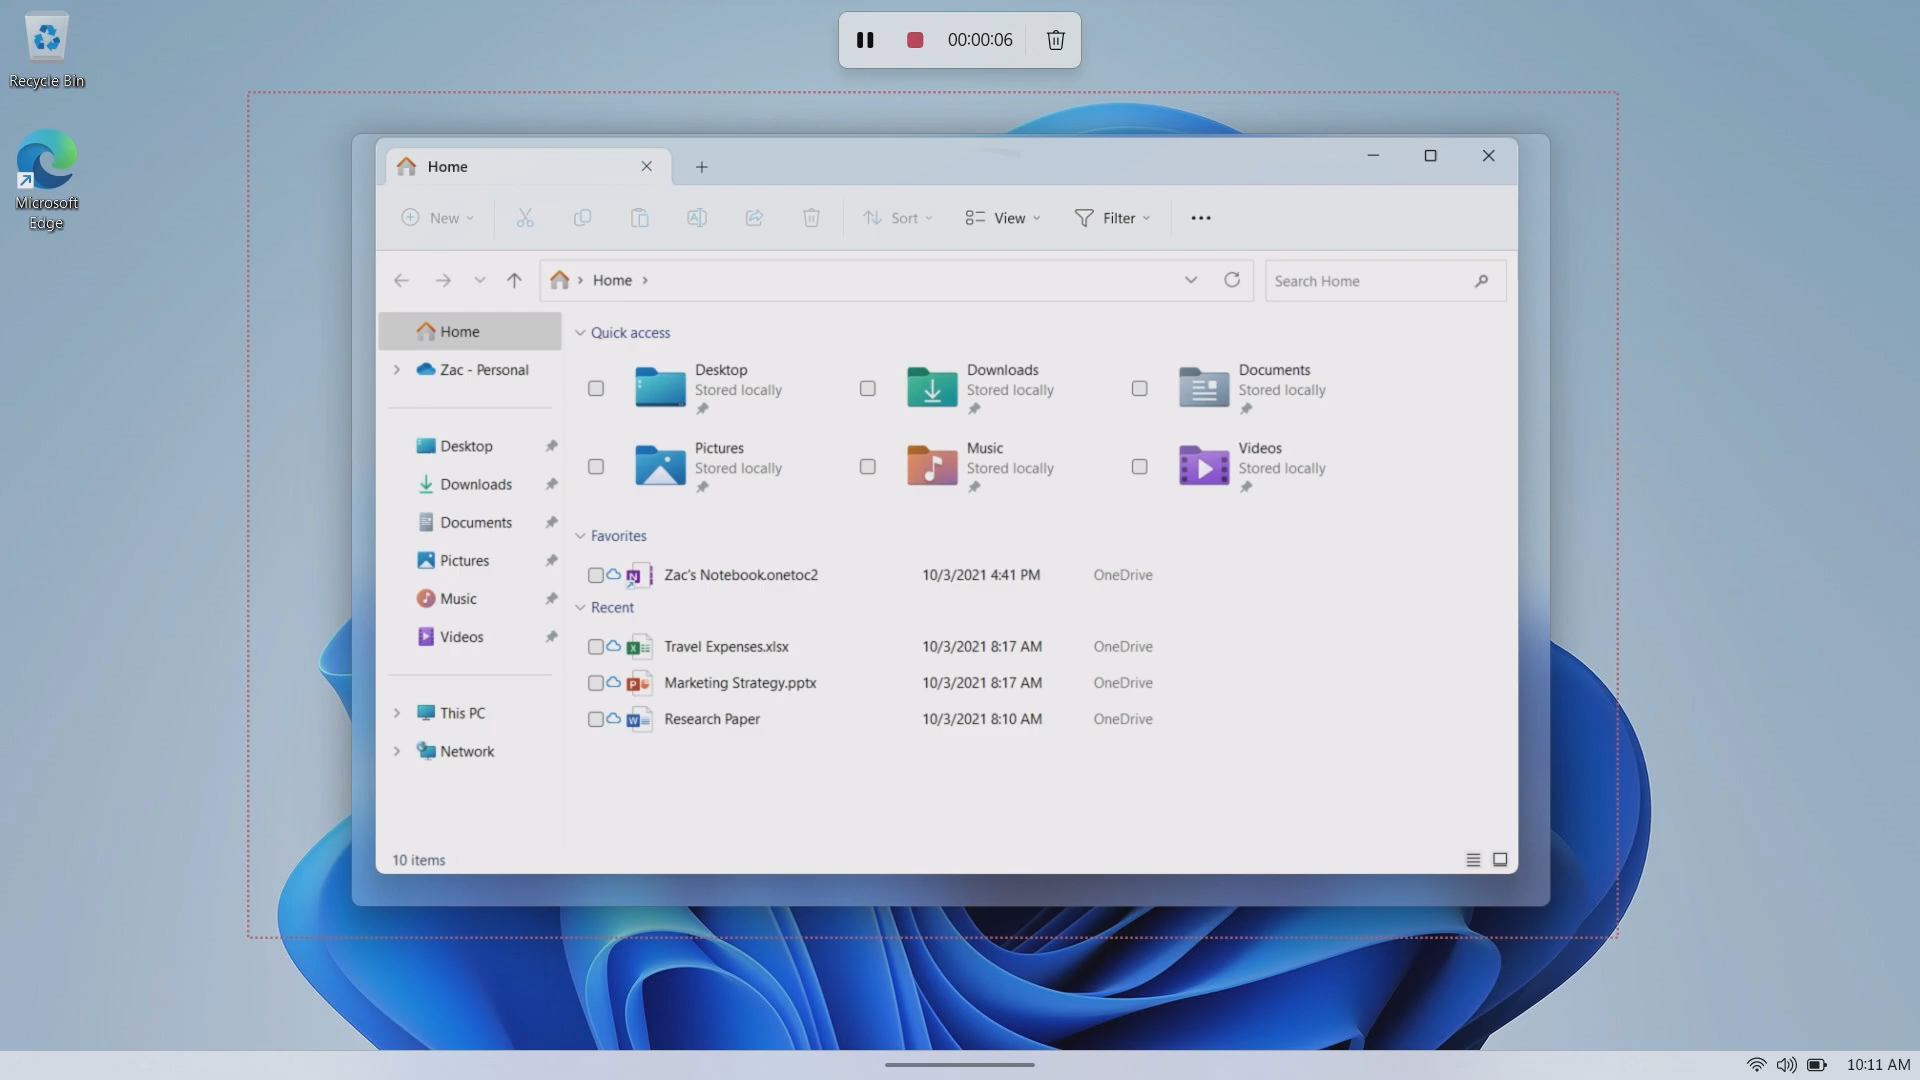 00:00:06
Recycle Bin
Microsoft
Edge
Home
New
Sort
View
Filter
Home
Search Home
Home
Zac - Personal
Desktop
Downloads
Documents
Pictures
Music
Videos
This PC
Network
Quick access
Desktop
Stored locally
Downloads
Stored locally
Documents
Stored locally
Pictures
Stored locally
Music
Stored locally
Videos
Stored locally
Favorites
Zac's Notebook.onetoc2 10/3/2021 4:41 PM OneDrive
Recent
Travel Expenses.xlsx 10/3/2021 8:17 AM OneDrive
Marketing Strategy.pptx 10/3/2021 8:17 AM OneDrive
Research Paper 10/3/2021 8:10 AM OneDrive
10 items
10:11 AM